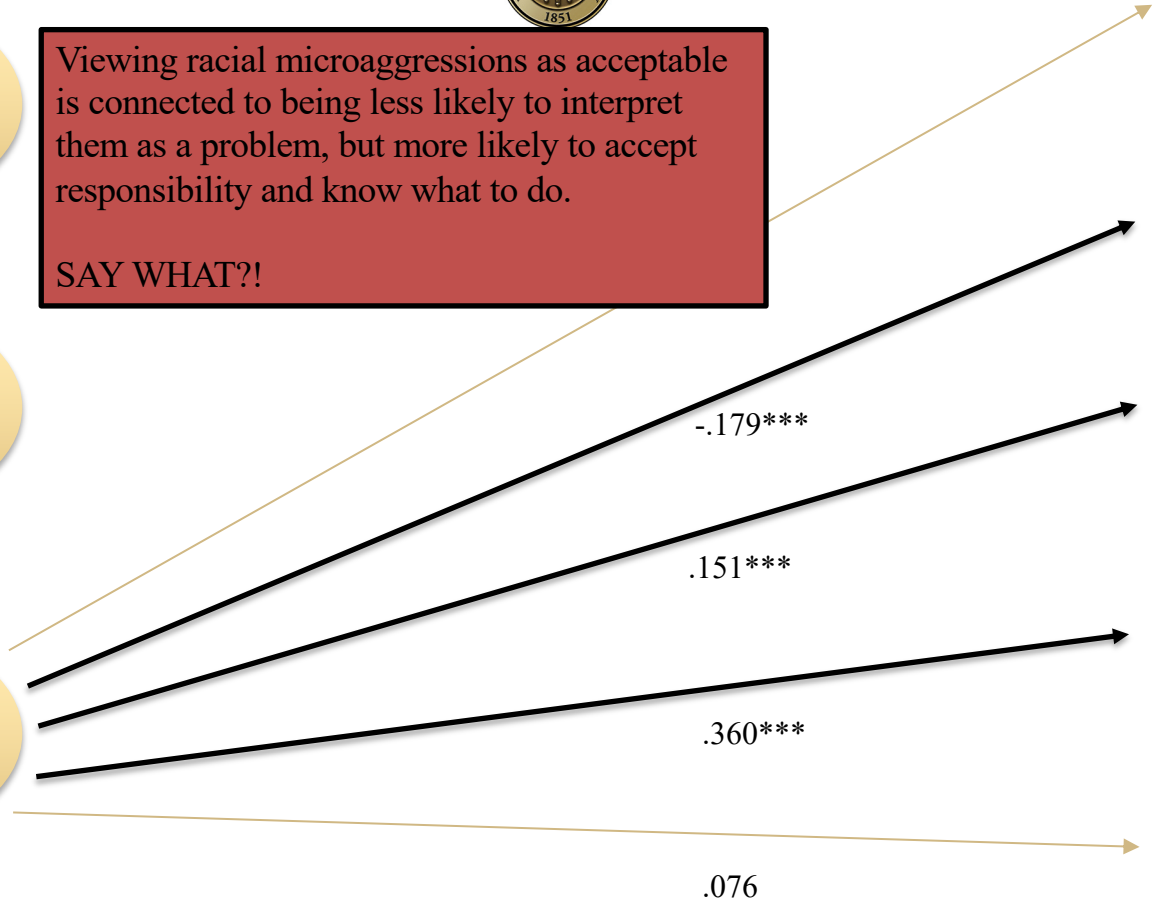 1851
Viewing racial microaggressions as acceptable
is connected to being less likely to interpret
them as a problem, but more likely to accept
responsibility and know what to do.
SAY WHAT?!
-.179***
.151***
.360***
.076